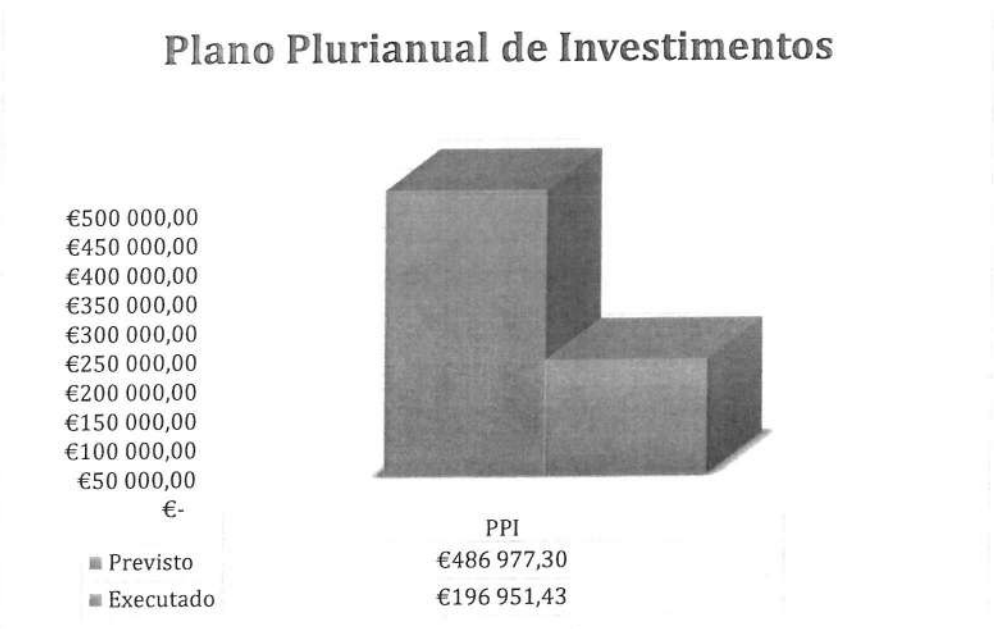 Plano Plurianual de Investimentos
€500 000,00
€450 000,00
€400 000,00
€350 000,00
€300 000,00
€250 000,00
€200 000,00
€150 000,00
€100 000,00
€50 000,00
€-
PPI
Previsto €486 977,30
Executado €196 951,43